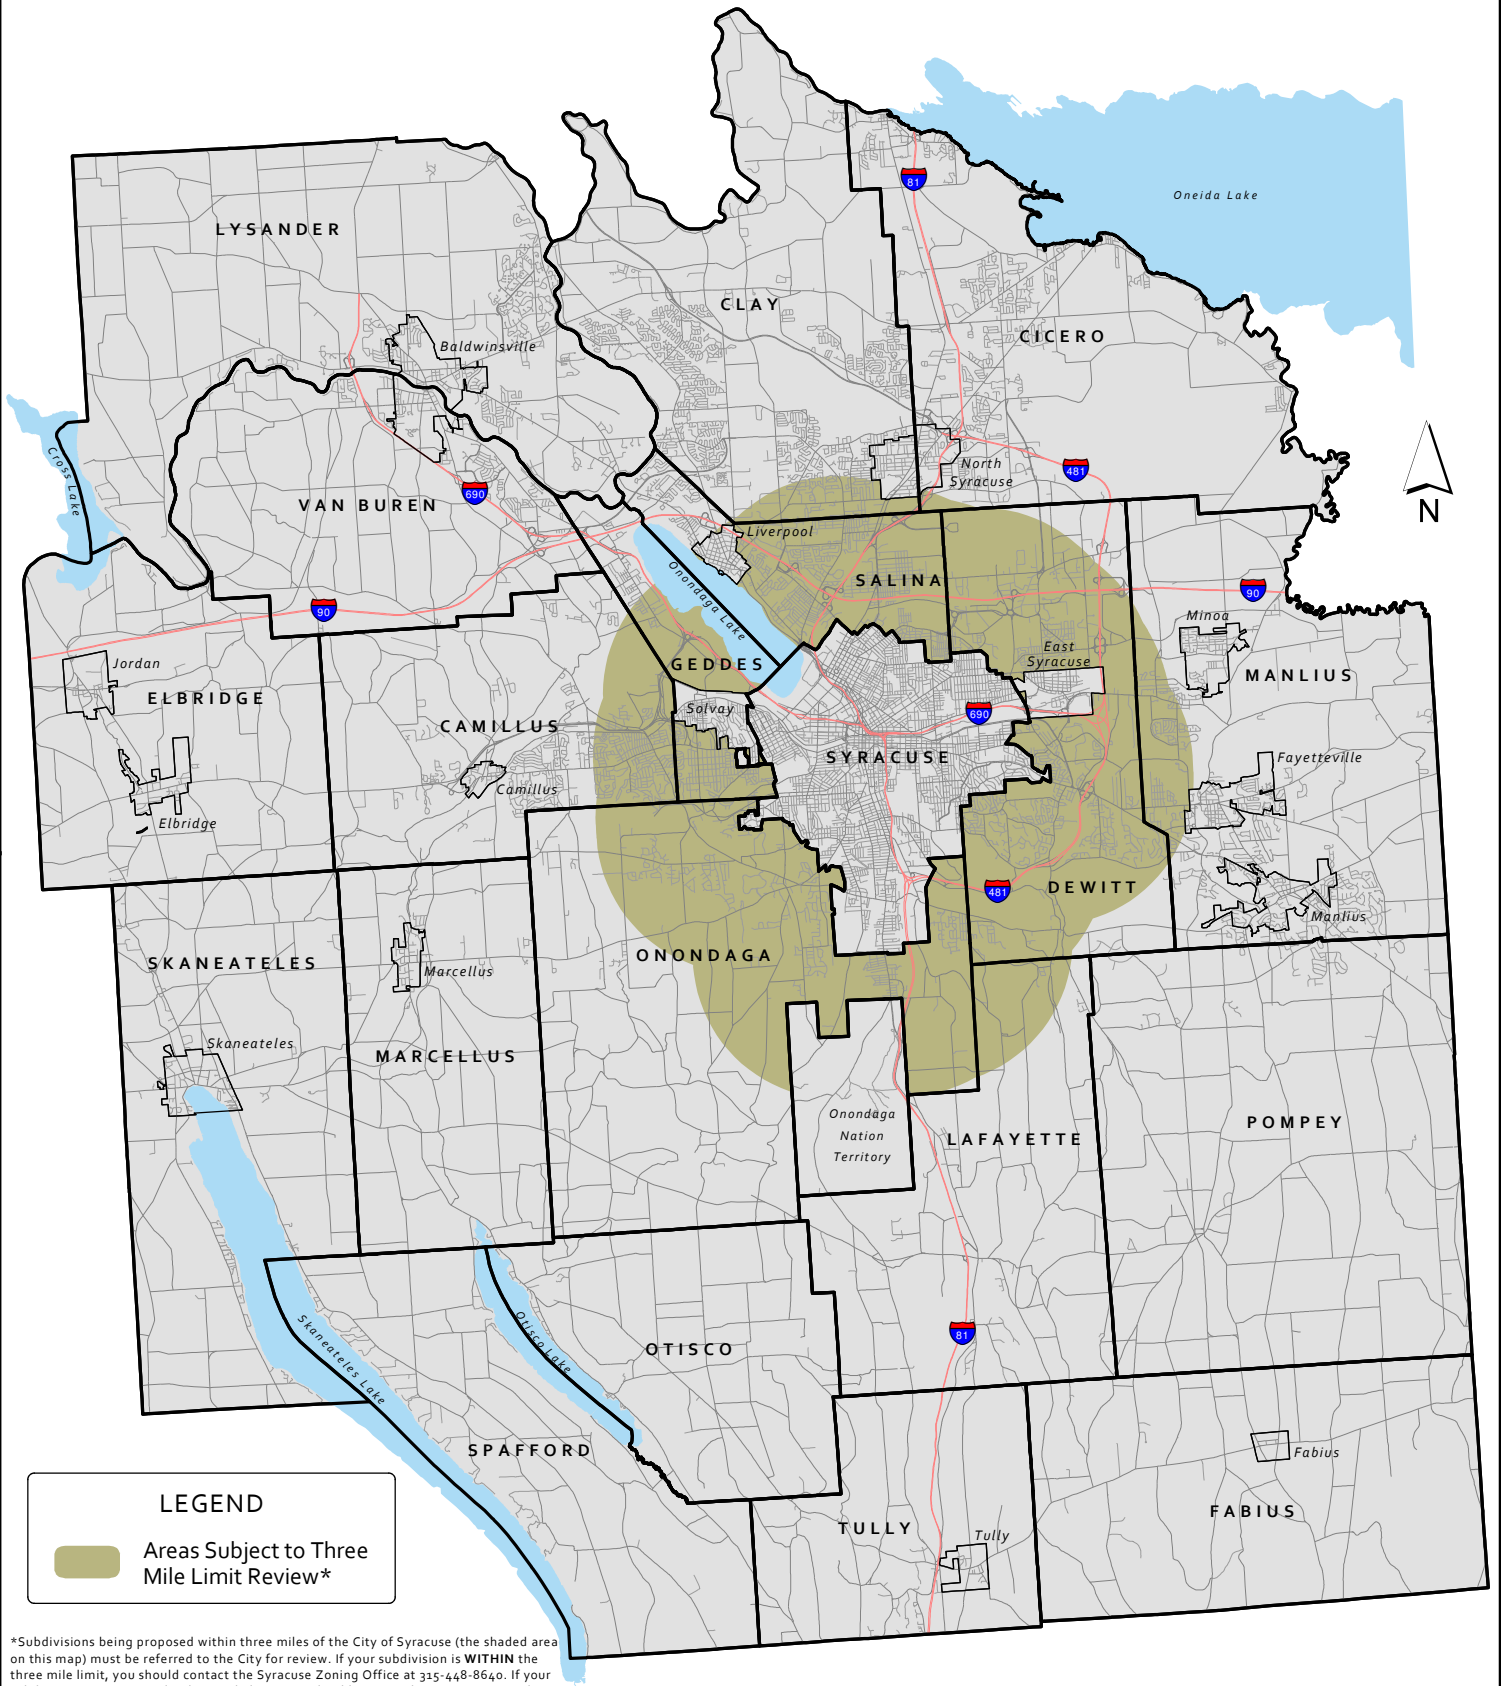 Oneida Lake
81
LYSANDER
CLAY
CICERO
Baldwinsville
Cross Lake
North
Syracuse
481
690
VAN BUREN
N
Liverpool
Onondaga Lake
SALINA
90
90
Minoa
East
Syracuse
Jordan
GEDDES
MANLIUS
ELBRIDGE
Solvay
690
CAMILLUS
SYRACUSE
Fayetteville
Camillus
Elbridge
481
DEWITT
Manlius
ONONDAGA
SKANEATELES
Marcellus
Skaneateles
MARCELLUS
Onondaga
Nation
Territory
LAFAYETTE
POMPEY
Skaneateles Lake
Otisco Lake
81
OTISCO
SPAFFORD
Fabius
FABIUS
TULLY
Tully
LEGEND
Areas Subject to Three
Mile Limit Review*
*Subdivisions being proposed within three miles of the City of Syracuse (the shaded area
on this map) must be referred to the City for review. If your subdivision is WITHIN the
three mile limit, you should contact the Syracuse Zoning Office at 315-448-8640. If your